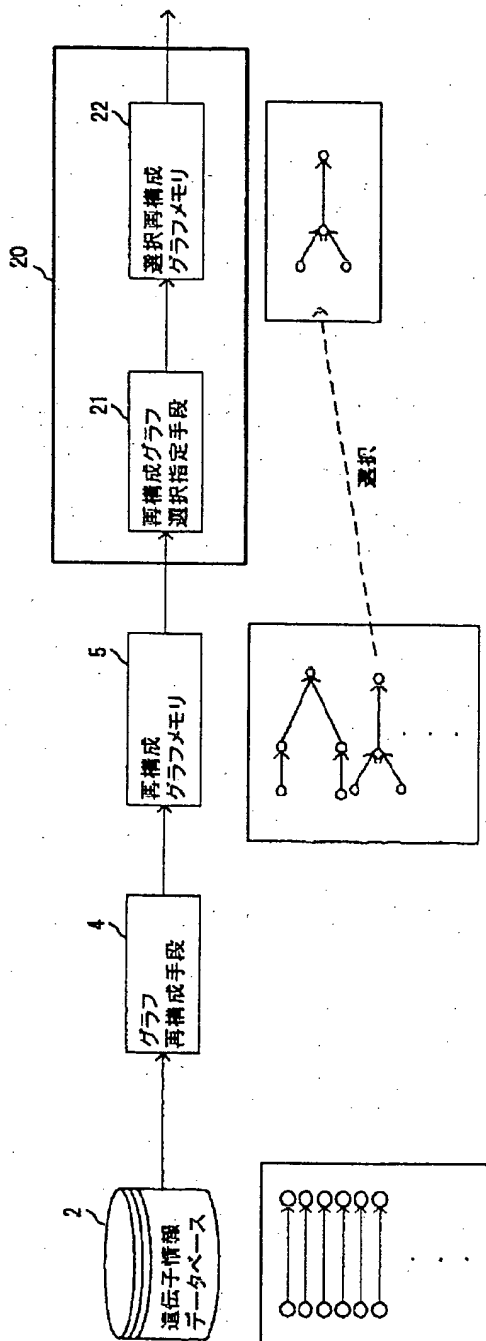 2
遺伝子情報
データベース
4
グラフ
再構成手段
5
再構成
グラフメモリ
20
21
再構成グラフ
選択指定手段
22
選択再構成
グラフメモリ
選択